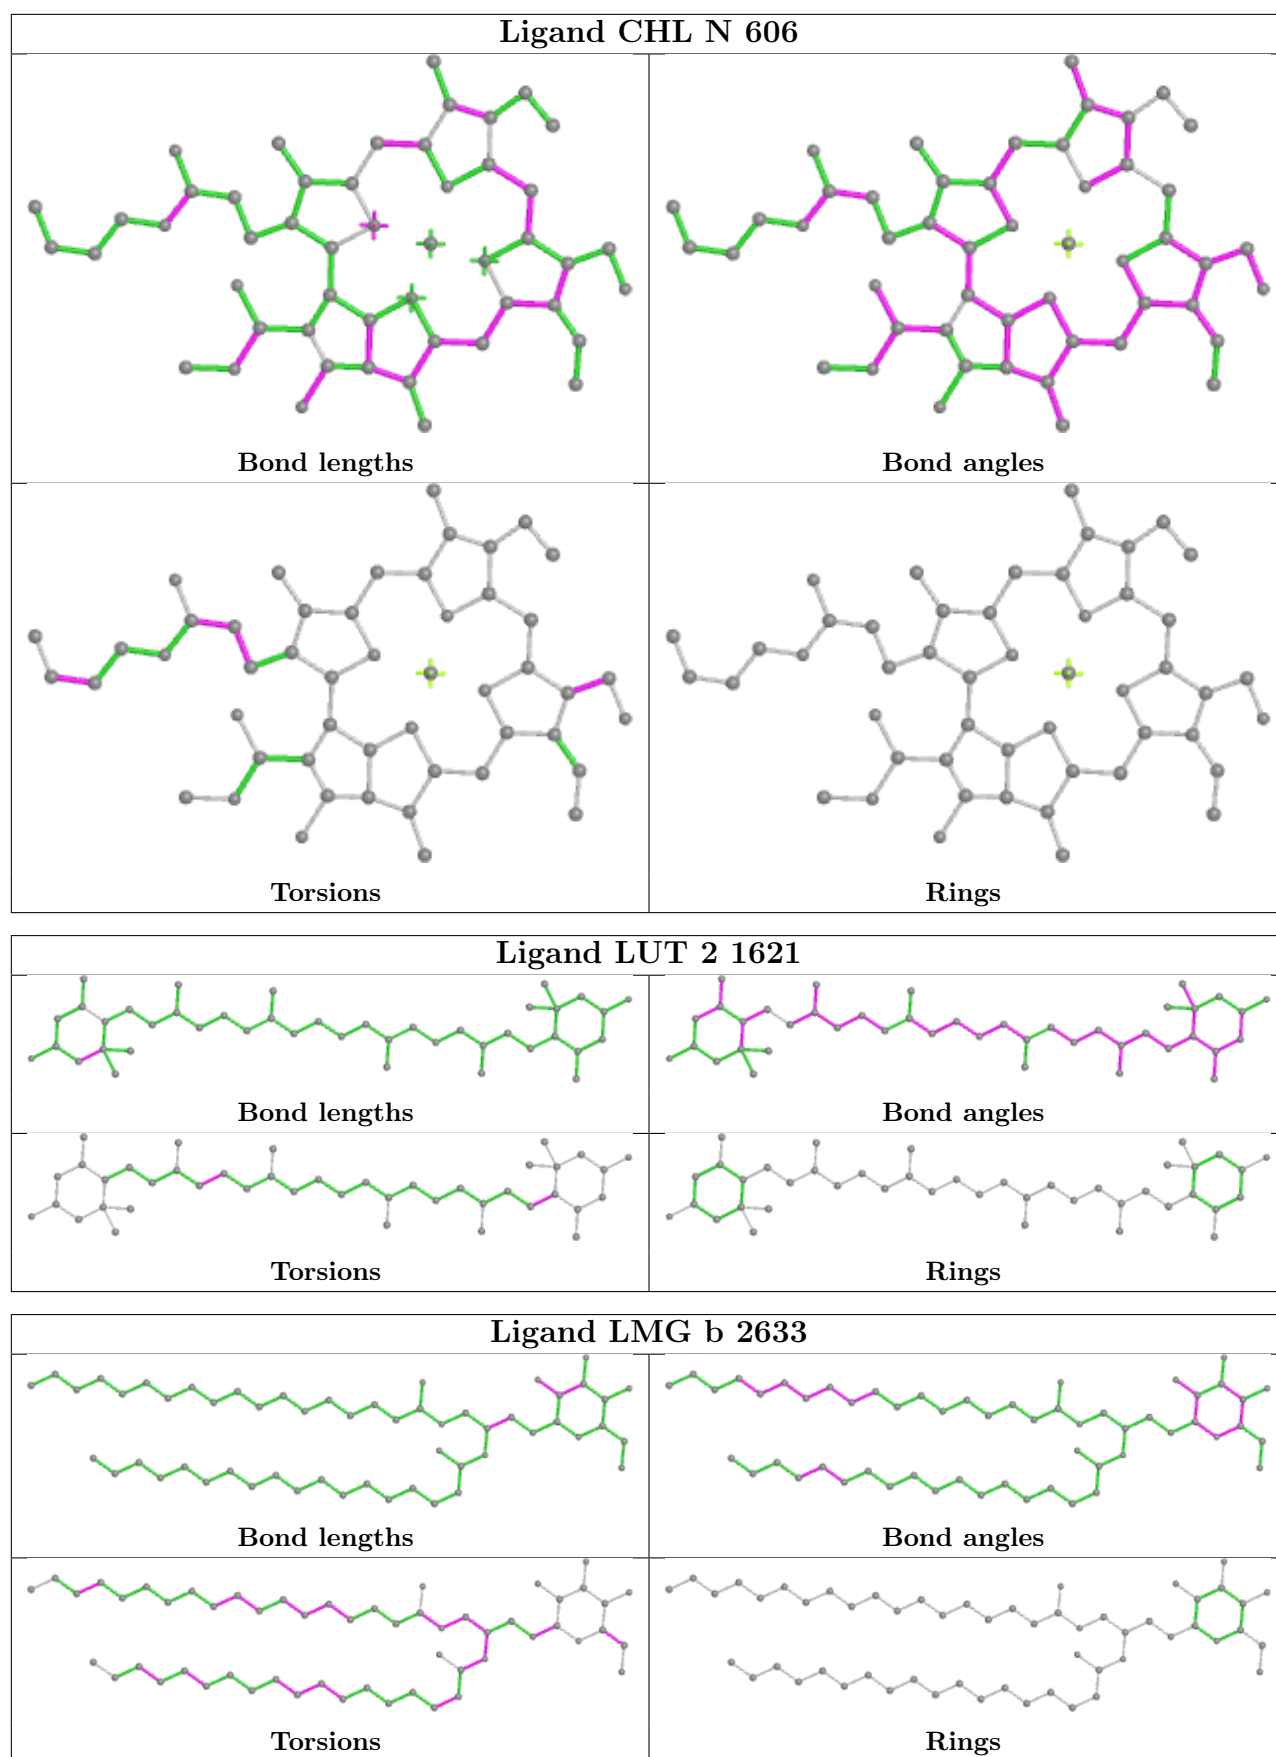 Ligand CHL N 606
Bond lengths
Bond angles
Torsions
Rings
Ligand LUT 2 1621
Bond lengths
Bond angles
Torsions
Rings
Ligand LMG b 2633
Bond lengths
Bond angles
Torsions
Rings